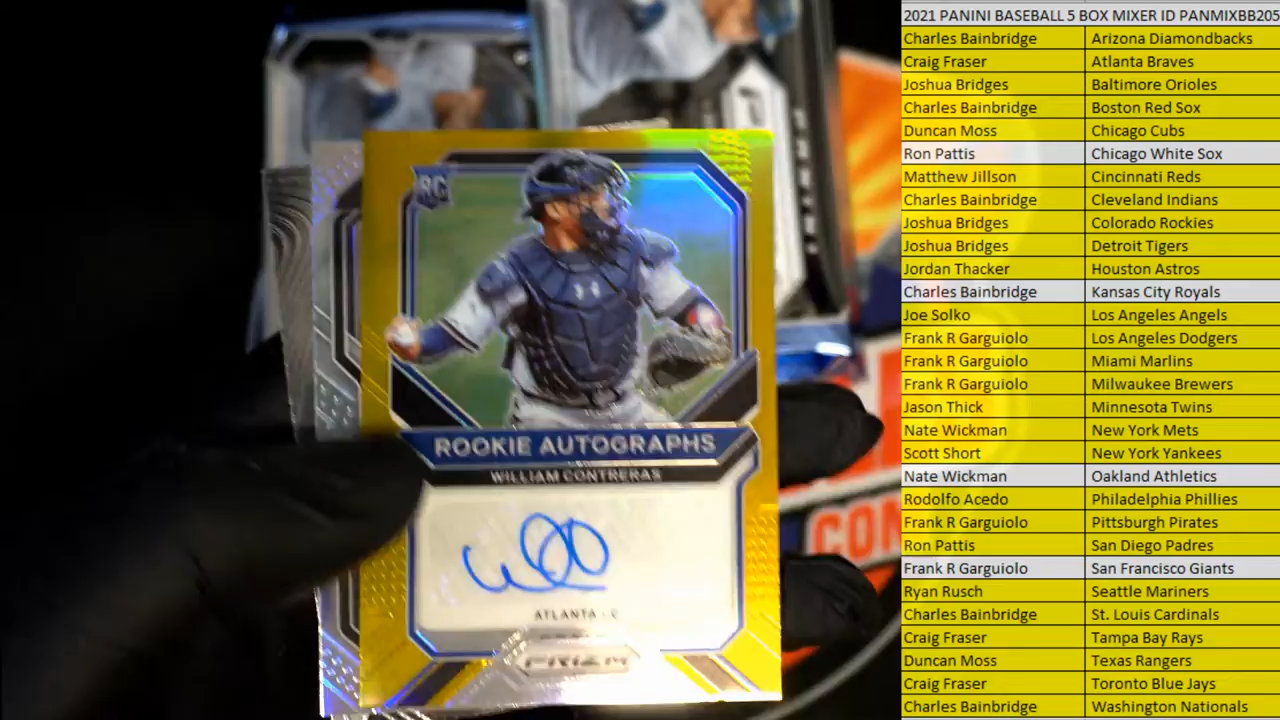 RC
ROOKIE AUTOGRAPHS
WILLIAM CONTRERAS
ATLANTA - C
PRIZM
CON
2021 PANINI BASEBALL 5 BOX MIXER ID PANMIXBB205
Charles Bainbridge Arizona Diamondbacks
Craig Fraser Atlanta Braves
Joshua Bridges Baltimore Orioles
Charles Bainbridge Boston Red Sox
Duncan Moss Chicago Cubs
Ron Pattis Chicago White Sox
Matthew Jillson Cincinnati Reds
Charles Bainbridge Cleveland Indians
Joshua Bridges Colorado Rockies
Joshua Bridges Detroit Tigers
Jordan Thacker Houston Astros
Charles Bainbridge Kansas City Royals
Joe Solko Los Angeles Angels
Frank R Garguiolo Los Angeles Dodgers
Frank R Garguiolo Miami Marlins
Frank R Garguiolo Milwaukee Brewers
Jason Thick Minnesota Twins
Nate Wickman New York Mets
Scott Short New York Yankees
Nate Wickman Oakland Athletics
Rodolfo Acedo Philadelphia Phillies
Frank R Garguiolo Pittsburgh Pirates
Ron Pattis San Diego Padres
Frank R Garguiolo San Francisco Giants
Ryan Rusch Seattle Mariners
Charles Bainbridge St. Louis Cardinals
Craig Fraser Tampa Bay Rays
Duncan Moss Texas Rangers
Craig Fraser Toronto Blue Jays
Charles Bainbridge Washington Nationals